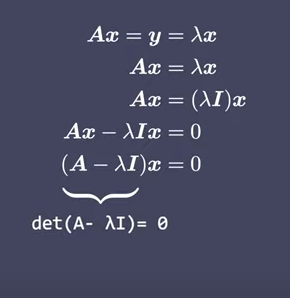 Ax = y = λx
Ax = λx
Ax = (λI)x
Ax − λIx = 0
(A − λI)x = 0
det(A- λI)= 0